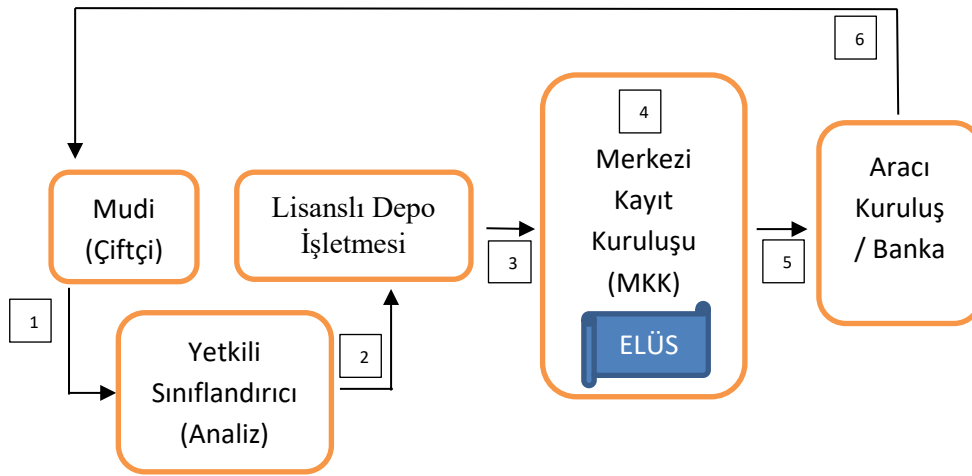 6
4
Merkezi
Kayıt
Kuruluşu
(MKK)
ELÜS
Aracı
Kuruluş
/ Banka
Mudi
(Çiftçi)
Lisanslı Depo
İşletmesi
3
5
1
2
Yetkili
Sınıflandırıcı
(Analiz)